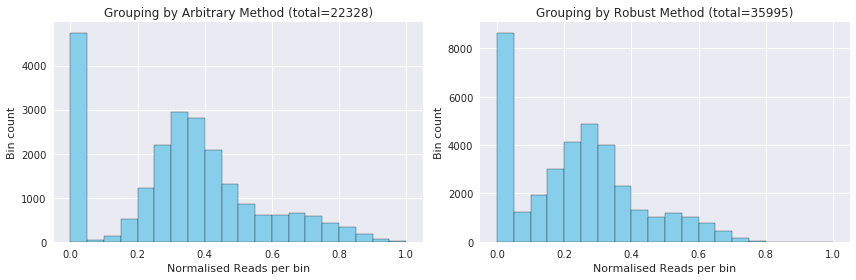 Grouping by Arbitrary Method (total=22328)
4000
3000
2000
1000
0
Bin count
0.0 0.2 0.4 0.6 0.8 1.0
Normalised Reads per bin
Grouping by Robust Method (total=35995)
8000
6000
4000
2000
0
Bin count
0.0 0.2 0.4 0.6 0.8 1.0
Normalised Reads per bin